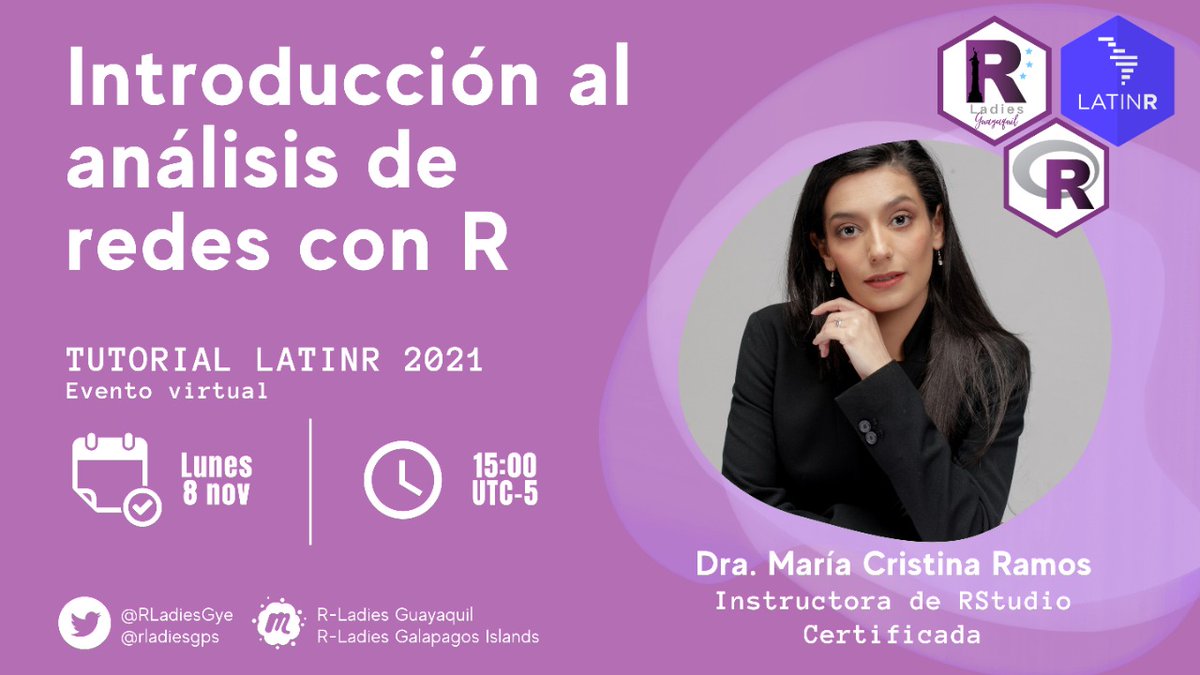 Introducción al
análisis de
redes con R
TUTORIAL LATINR 2021
Evento virtual
Lunes
8 nov
15:00
UTC-5
@RLadiesGye
@rladiesgps
m
R-Ladies Guayaquil
R-Ladies Galapagos Islands
R
Ladies
Guayaquil
LATINR
R
Dra. María Cristina Ramos
Instructora de RStudio
Certificada